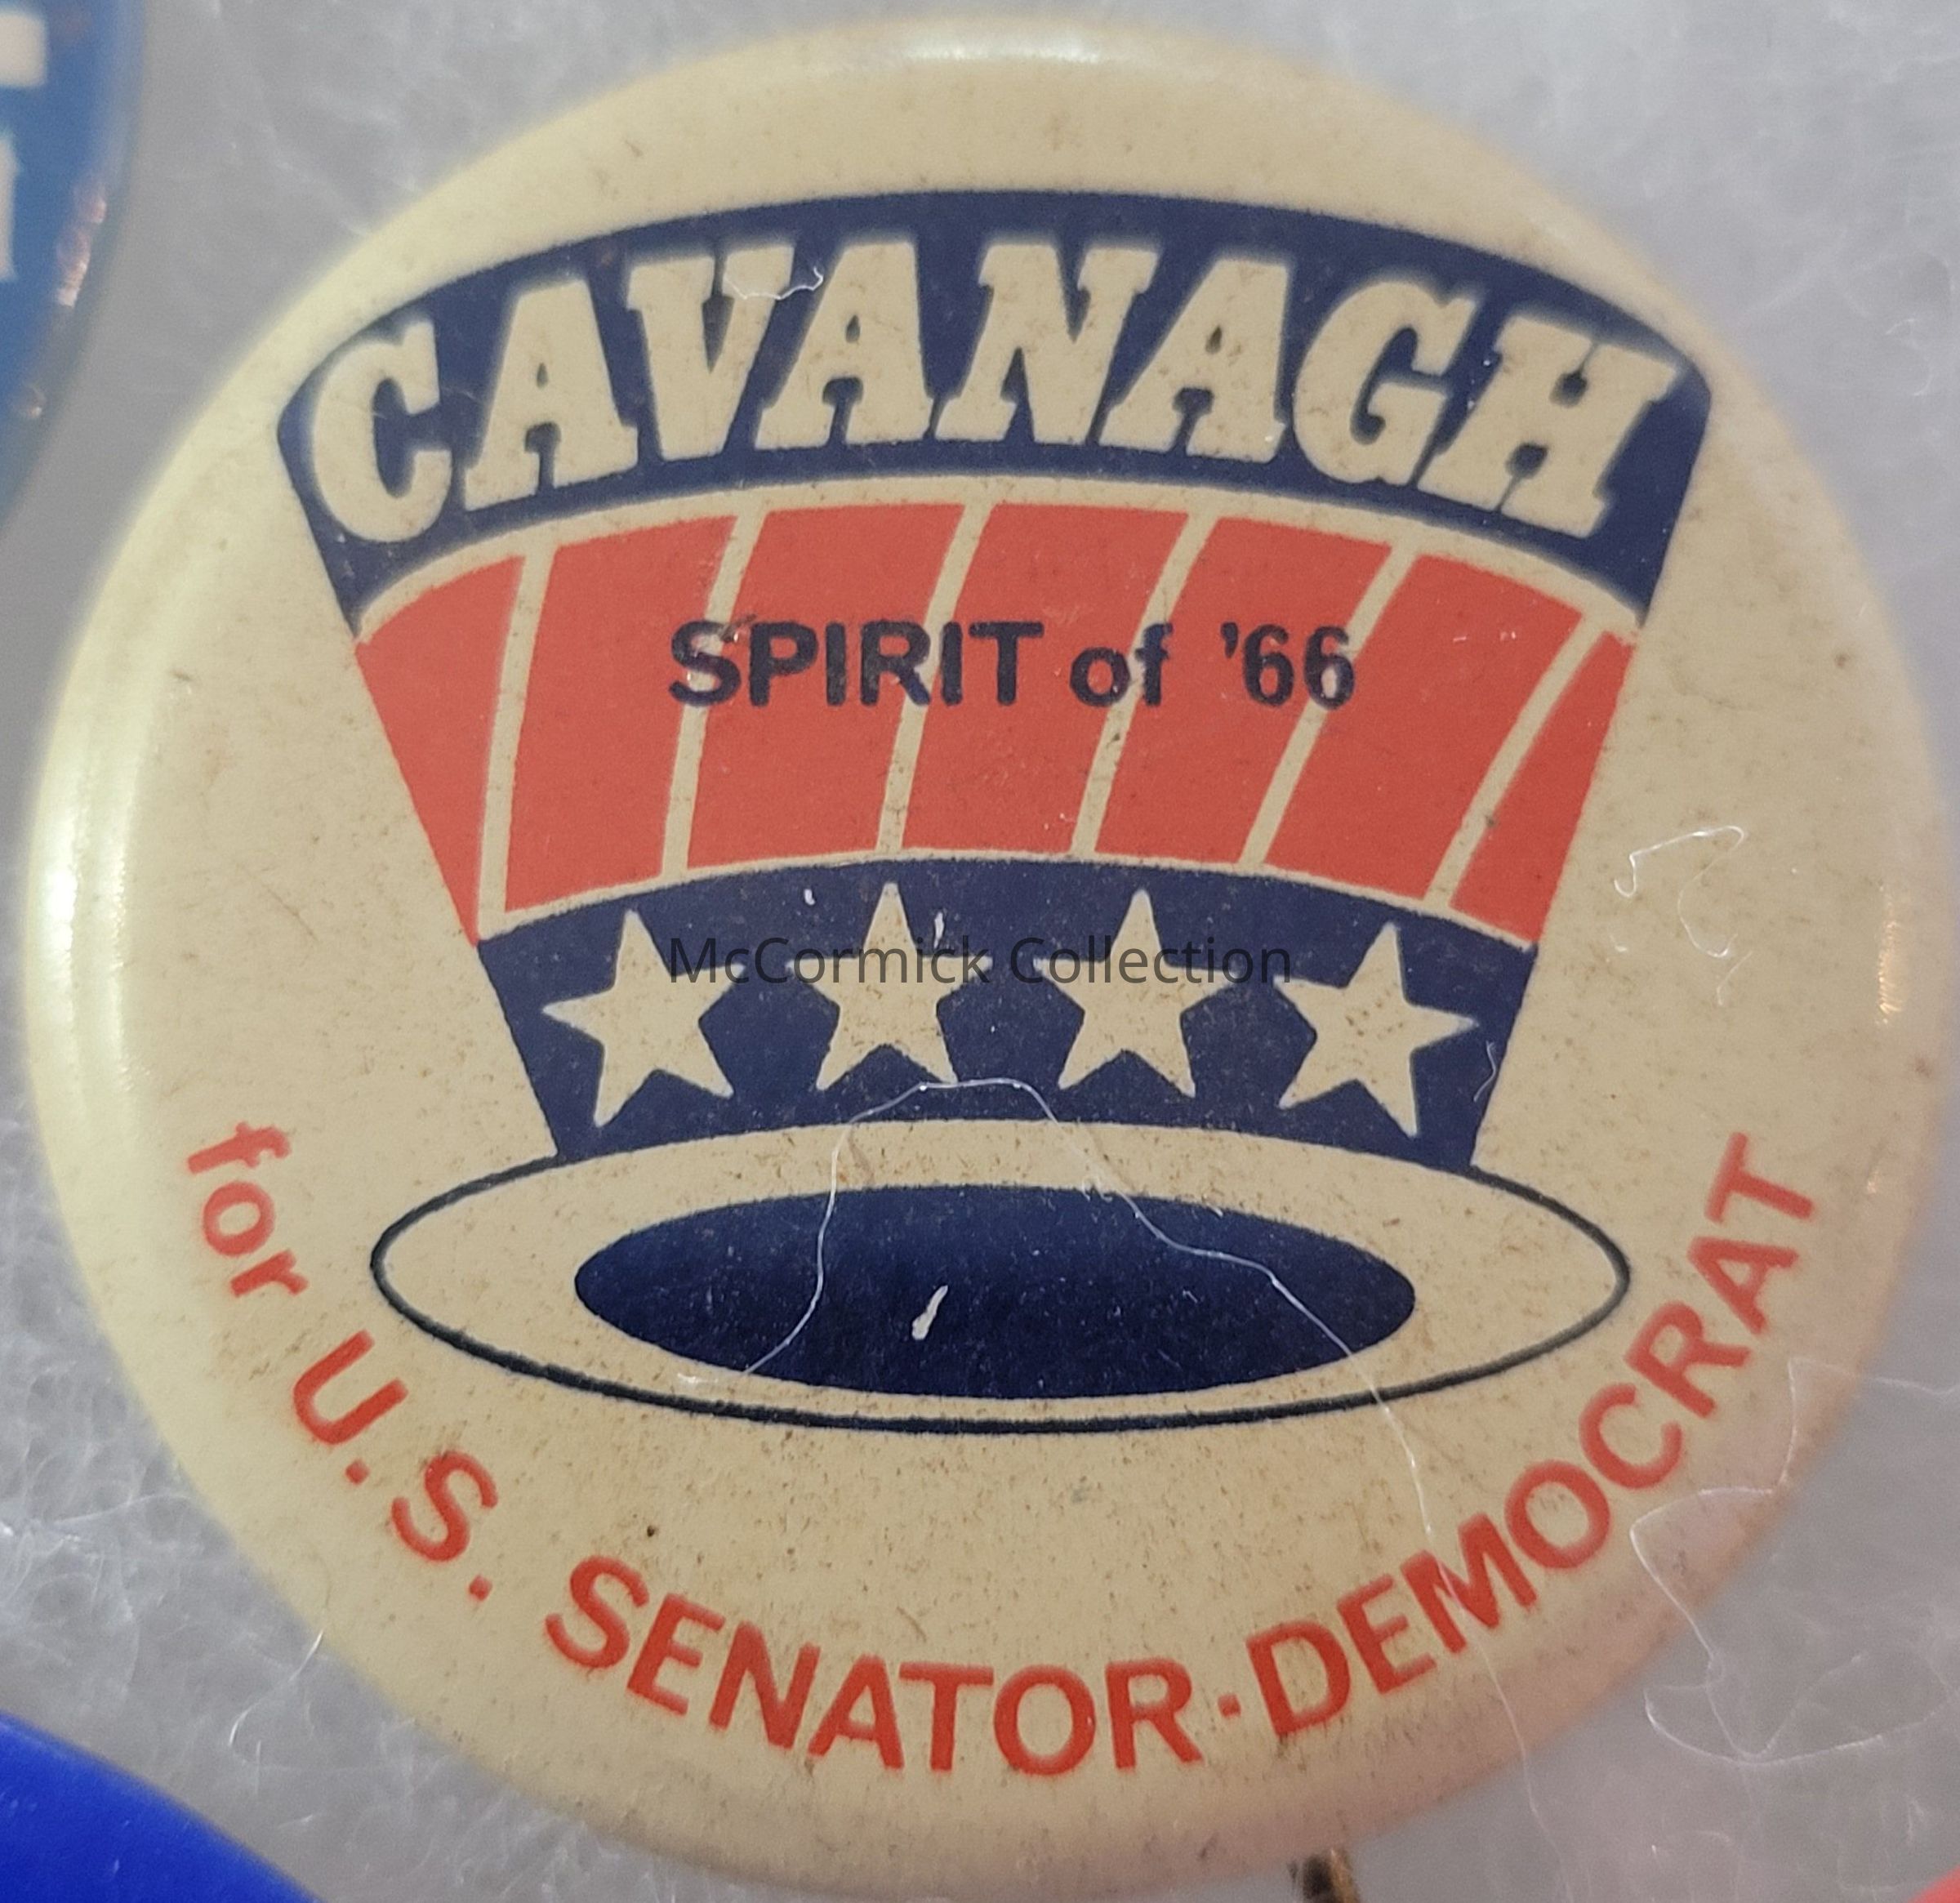 CAVANAGH
SPIRIT of '66
McCormick Collection
for U.S. SENATOR·DEMOCRAT